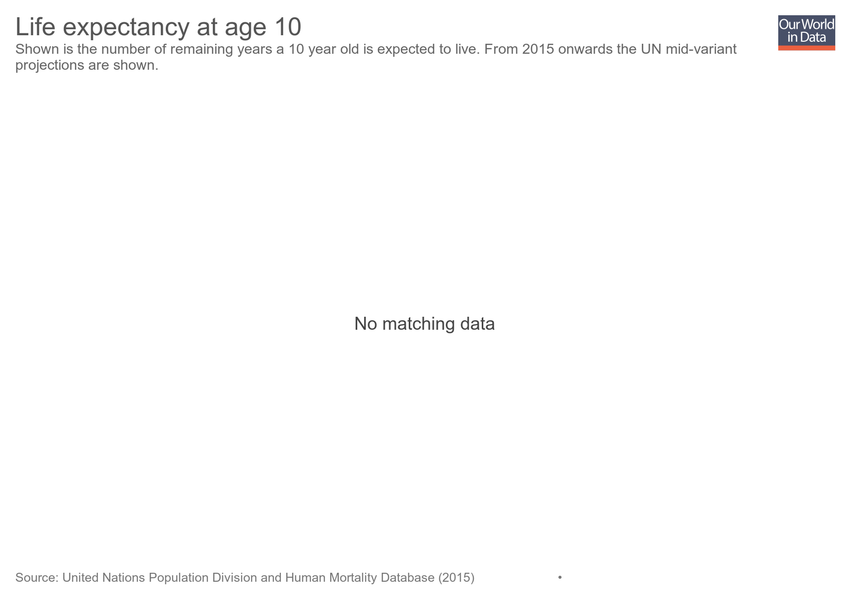 Life expectancy at age 10
Shown is the number of remaining years a 10 year old is expected to live. From 2015 onwards the UN mid-variant
projections are shown.
Our World
in Data
No matching data
Source: United Nations Population Division and Human Mortality Database (2015) •